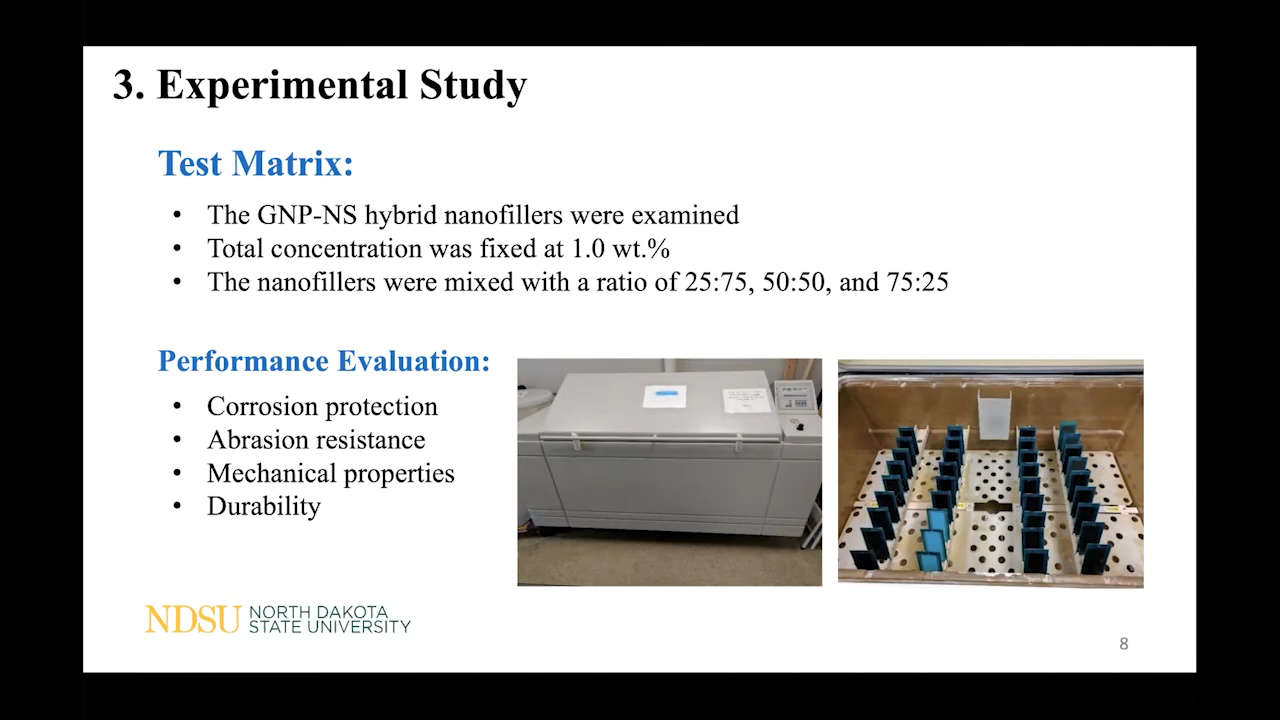 3. Experimental Study
Test Matrix:
• The GNP-NS hybrid nanofillers were examined
• Total concentration was fixed at 1.0 wt.%
• The nanofillers were mixed with a ratio of 25:75, 50:50, and 75:25
Performance Evaluation:
• Corrosion protection
• Abrasion resistance
• Mechanical properties
• Durability
NDSU NORTH DAKOTA
STATE UNIVERSITY
8